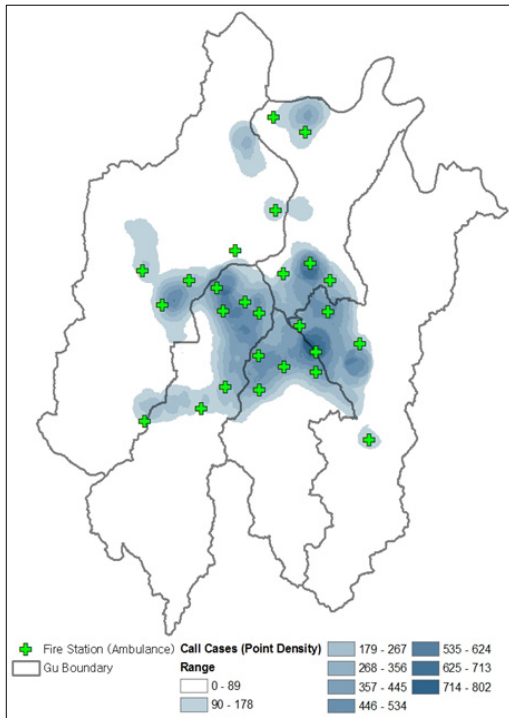 Fire Station (Ambulance)
Gu Boundary
Call Cases (Point Density)
Range
0 - 89
90 - 178
179 - 267
268 - 356
357 - 445
446 - 534
535 - 624
625 - 713
714 - 802